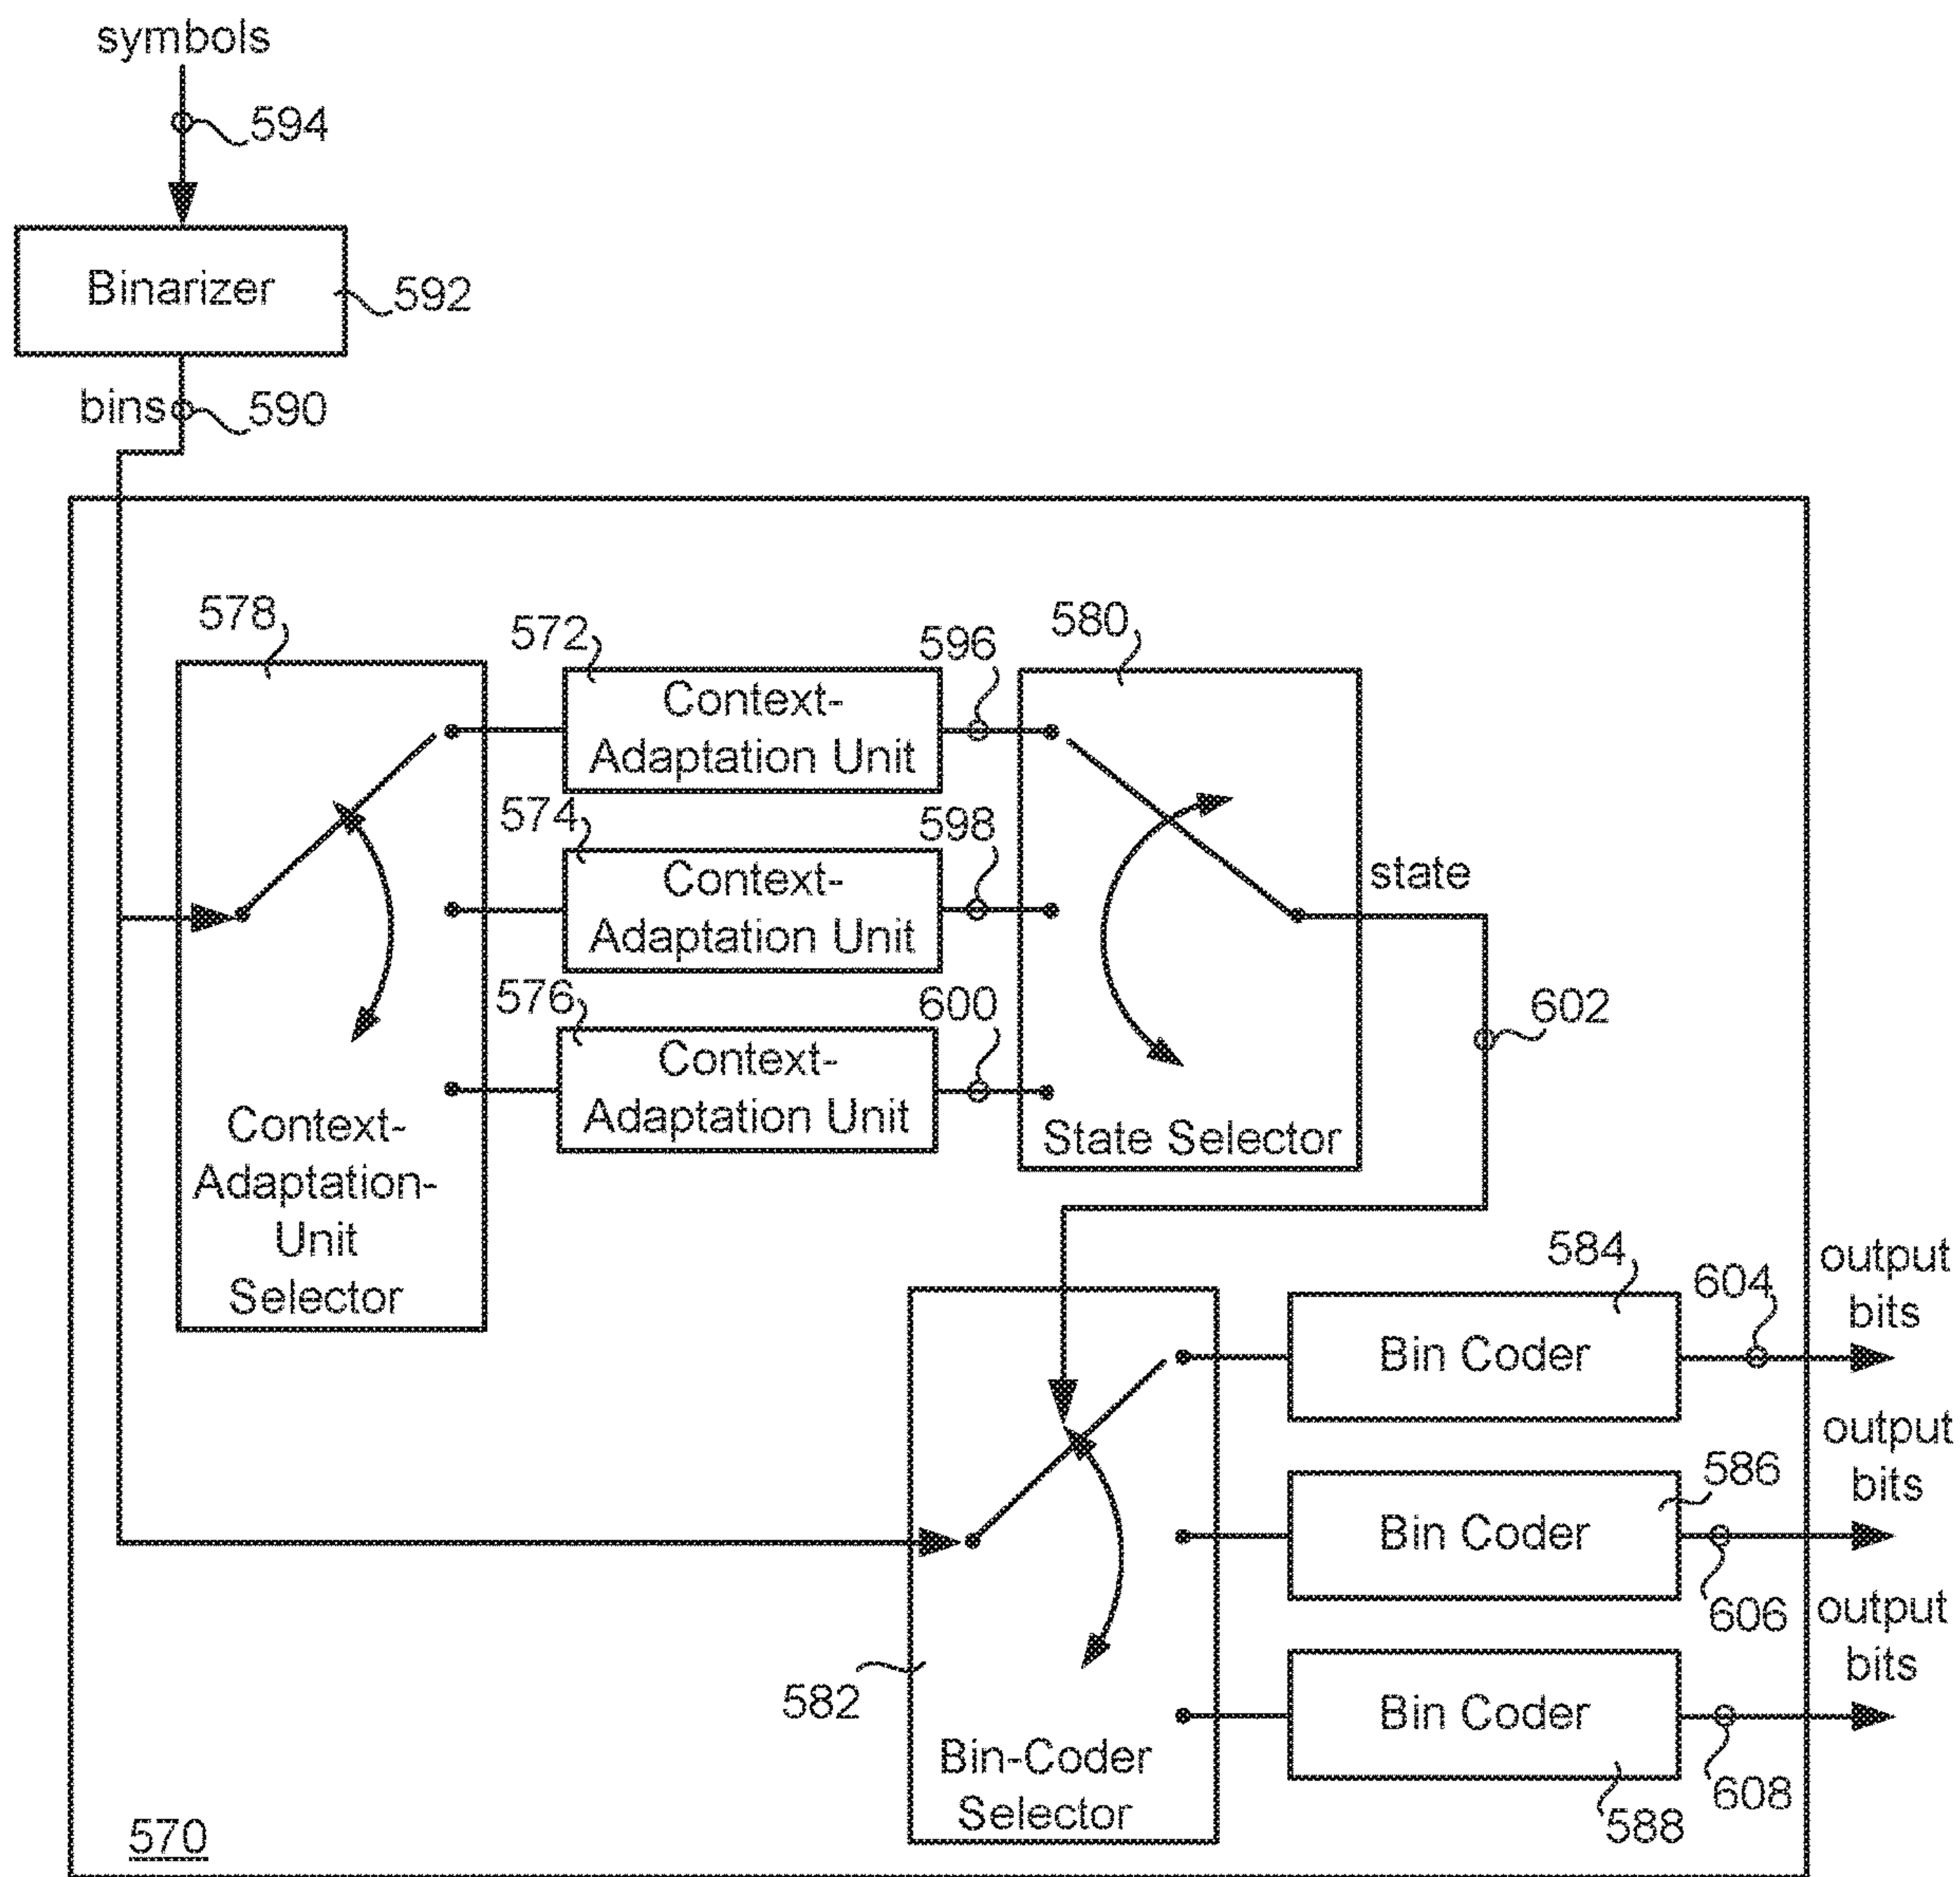 symbols
594
Binarizer
592
bins
590
578
572
596
580
Context-
Adaptation Unit
574
598
Context-
Adaptation Unit
state
576
600
602
Context-
Adaptation Unit
Context-
Adaptation-
Unit
Selector
State Selector
584
604
output
bits
Bin Coder
586
output
bits
Bin Coder
606
output
bits
582
Bin Coder
608
588
Bin-Coder
Selector
570